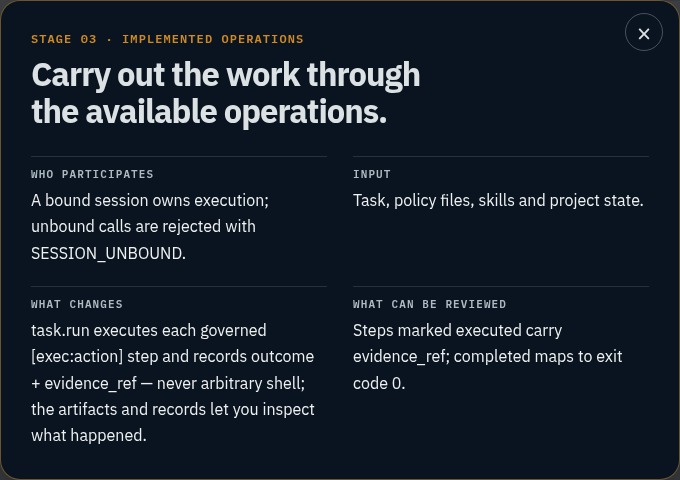 STAGE 03 · IMPLEMENTED OPERATIONS
Carry out the work through
the available operations.
WHO PARTICIPATES
A bound session owns execution;
unbound calls are rejected with
SESSION_UNBOUND.
INPUT
Task, policy files, skills and project state.
WHAT CHANGES
task.run executes each governed
[exec:action] step and records outcome
+ evidence_ref — never arbitrary shell;
the artifacts and records let you inspect
what happened.
WHAT CAN BE REVIEWED
Steps marked executed carry
evidence_ref; completed maps to exit
code 0.